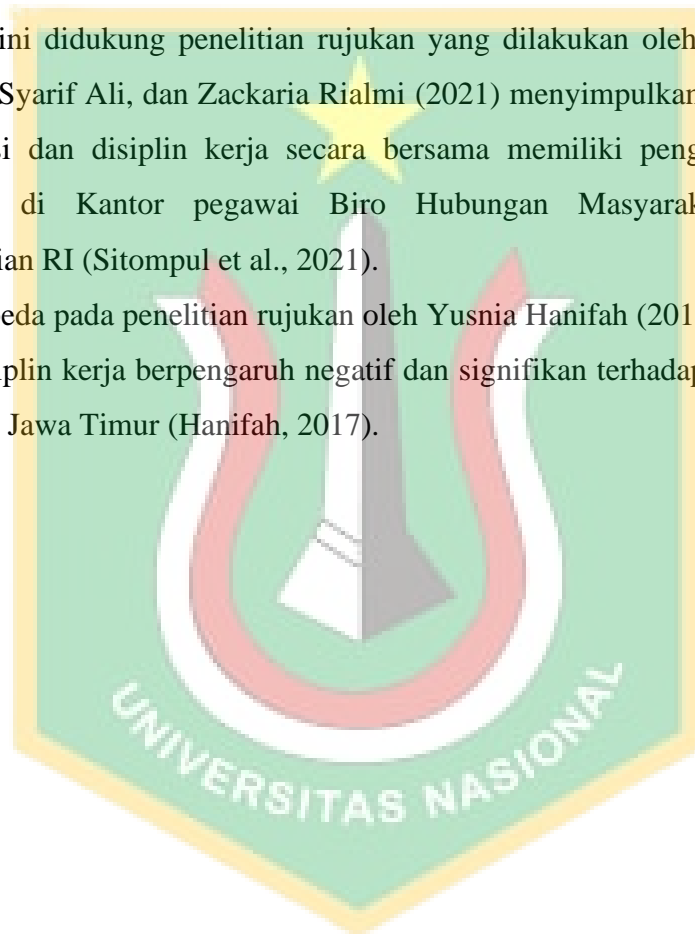 ini didukung penelitian rujukan yang dilakukan oleh
Syarif Ali, dan Zackaria Rialmi (2021) menyimpulkan
si dan disiplin kerja secara bersama memiliki peng
di Kantor pegawai Biro Hubungan Masyarak
ian RI (Sitompul et al., 2021).
eda pada penelitian rujukan oleh Yusnia Hanifah (201
iplin kerja berpengaruh negatif dan signifikan terhadap
Jawa Timur (Hanifah, 2017).
UNIVERSITAS NASIONAL